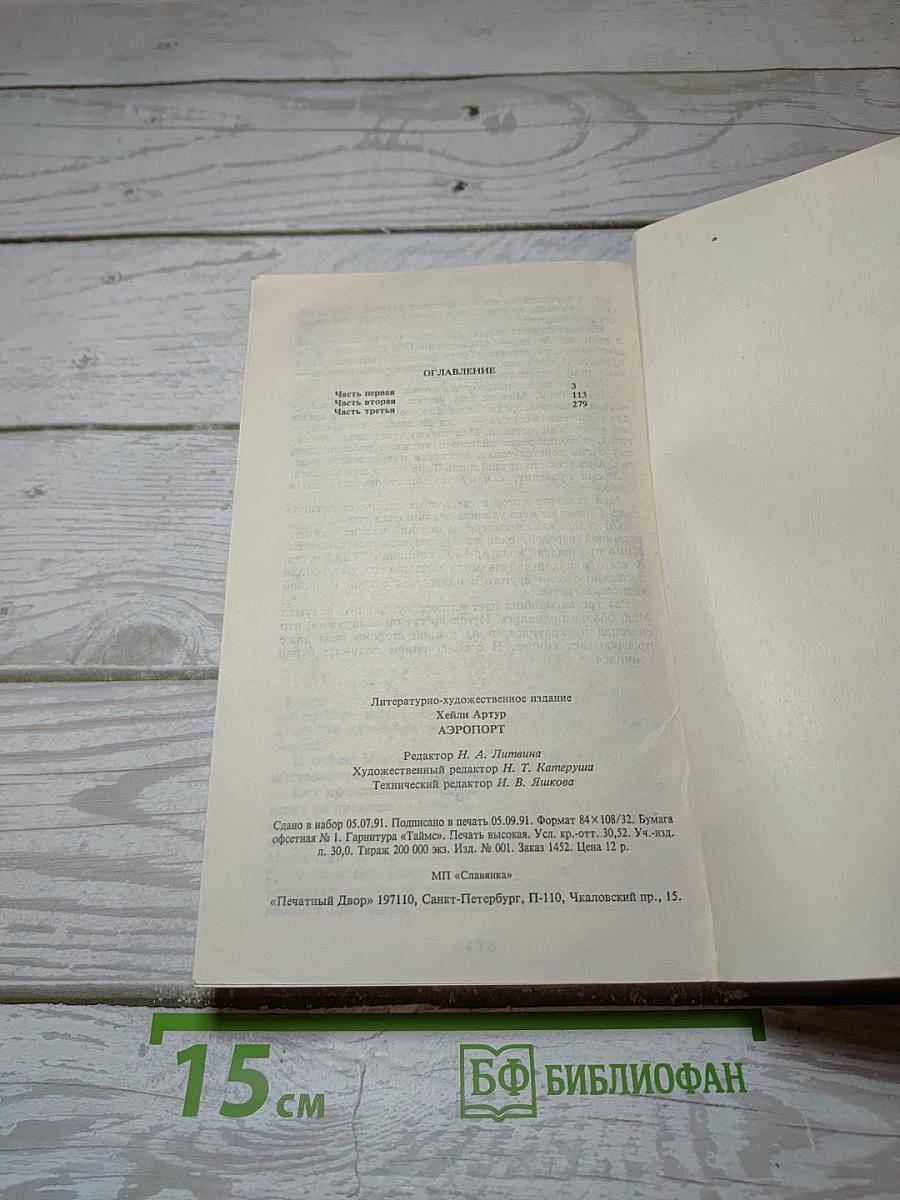 ОГЛАВЛЕНИЕ
Часть первая 3
Часть вторая 113
Часть третья 279
Литературно-художественное издание
Хейли Артур
АЭРОПОРТ
Редактор Н. А. Литвина
Художественный редактор Н. Т. Катеруша
Технический редактор И. В. Яшкова
Сдано в набор 05.07.91. Подписано в печать 05.09.91. Формат 84×108/32. Бумага
офсетная № 1. Гарнитура «Таймс». Печать высокая. Усл. кр.-отт. 30,52. Уч.-изд.
л. 30,0. Тираж 200 000 экз. Изд. № 001. Заказ 1452. Цена 12 р.
МП «Славянка»
«Печатный Двор» 197110, Санкт-Петербург, П-110, Чкаловский пр., 15.
15 см
БФ БИБЛИОФАН